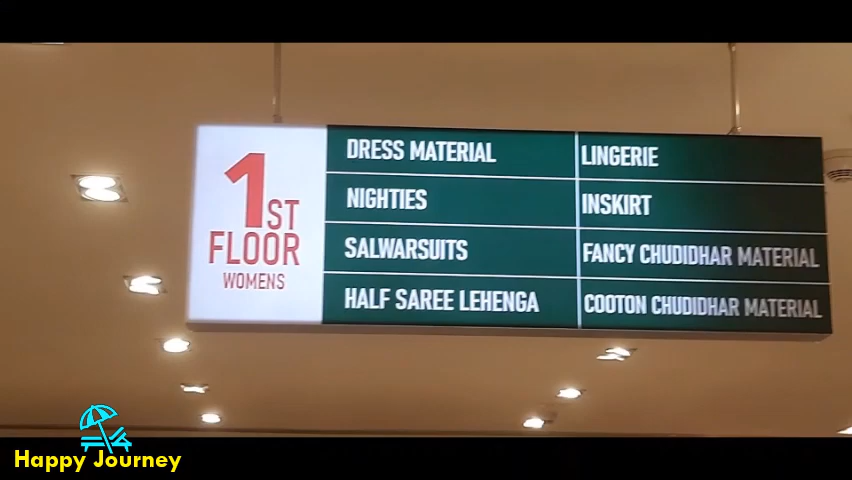 1ST
FLOOR
WOMENS
DRESS MATERIAL
LINGERIE
NIGHTIES
INSKIRT
SALWARSUITS
FANCY CHUDIDHAR MATERIAL
HALF SAREE LEHENGA
COOTON CHUDIDHAR MATERIAL
Happy Journey